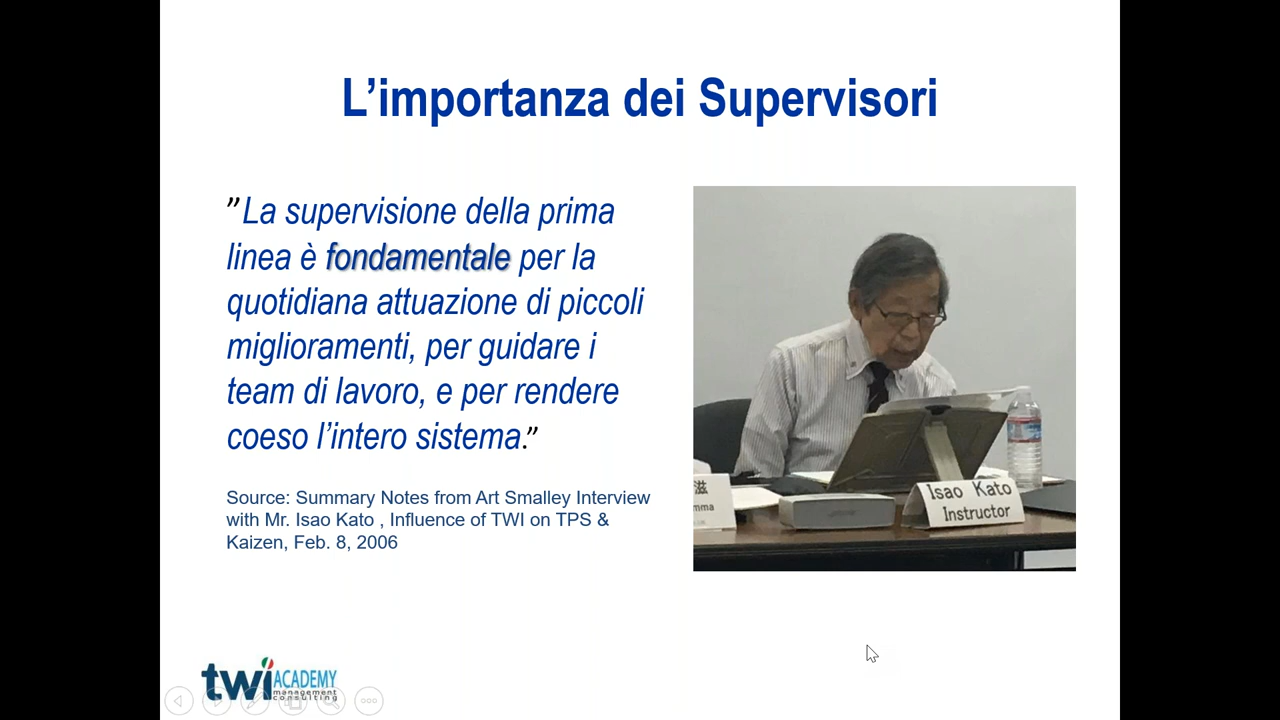 L’importanza dei Supervisori
”La supervisione della prima
linea è fondamentale per la
quotidiana attuazione di piccoli
miglioramenti, per guidare i
team di lavoro, e per rendere
coeso l’intero sistema.”
Source: Summary Notes from Art Smalley Interview
with Mr. Isao Kato , Influence of TWI on TPS &
Kaizen, Feb. 8, 2006
滋
mma
Isao Kato
Instructor
twi ACADEMY
management
consulting